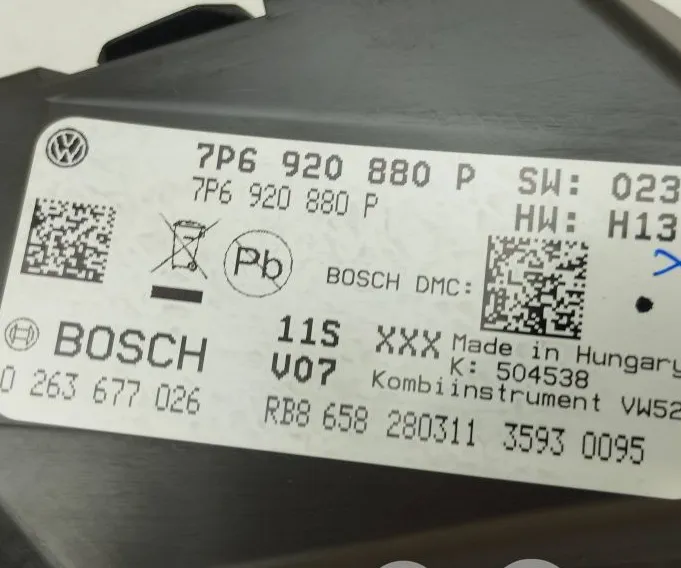 7P6 920 880 P SW: 023
7P6 920 880 P HW: H13
Pb
BOSCH DMC:
BOSCH 11S XXX Made in Hungary
V07 K: 504538
Kombiinstrument VW52
0 263 677 026 RB8 658 280311 3593 0095